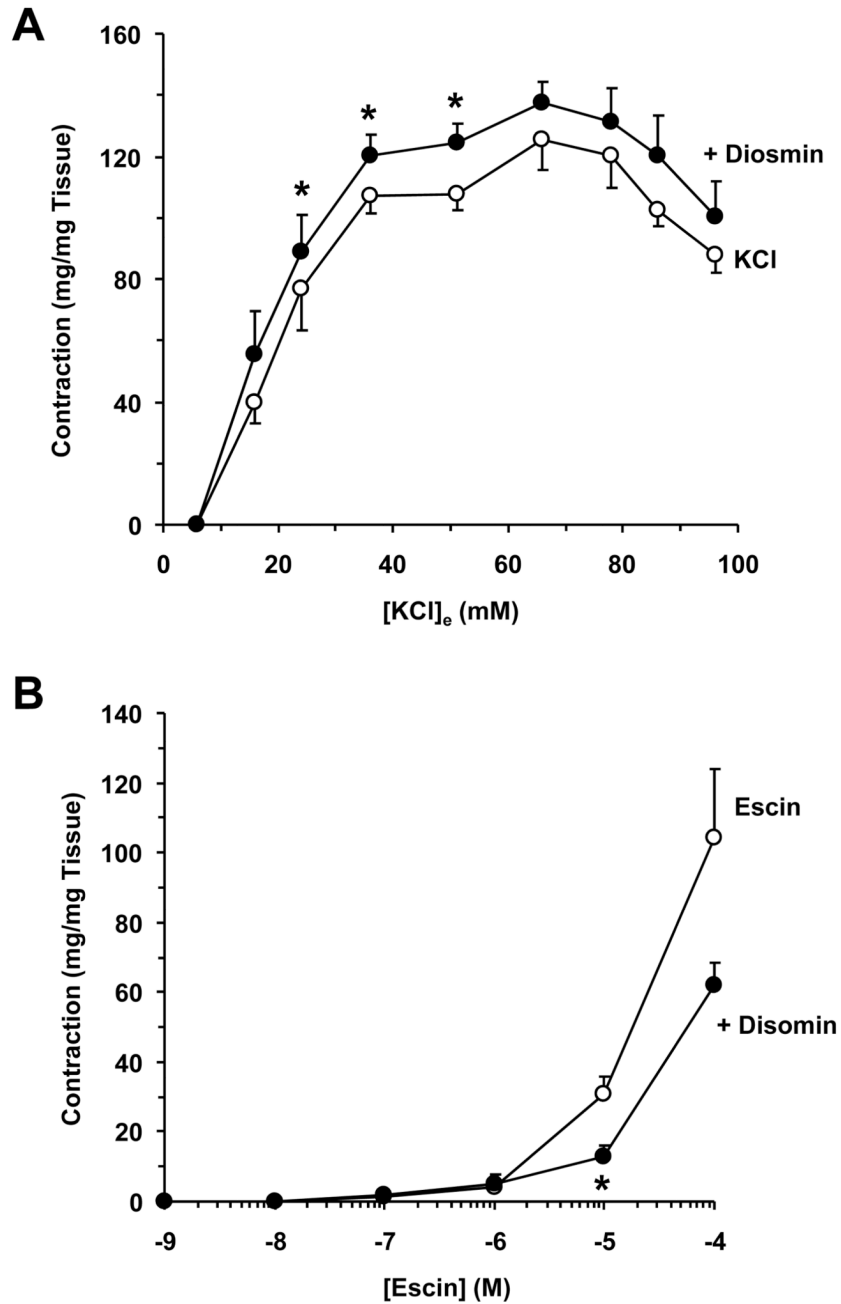 A
160
120
80
40
0
Contraction (mg/mg Tissue)
*
*
*
+ Diosmin
KCl
0 20 40 60 80 100
[KCl]e (mM)
B
140
120
100
80
60
40
20
0
Contraction (mg/mg Tissue)
Escin
+ Disomin
*
-9 -8 -7 -6 -5 -4
[Escin] (M)